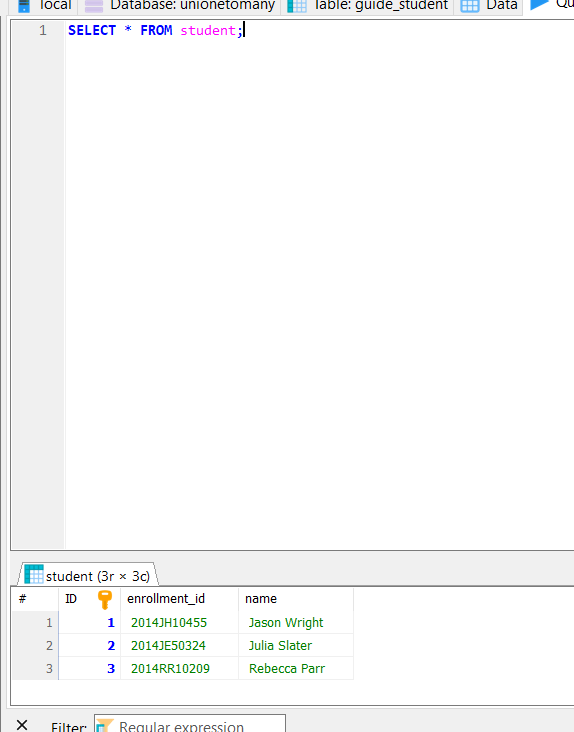 local Database: unionetomany Table: guide_student Data Qu
1 SELECT * FROM student;
student (3r × 3c)
# ID enrollment_id name
1 1 2014JH10455 Jason Wright
2 2 2014JE50324 Julia Slater
3 3 2014RR10209 Rebecca Parr
× Filter: Regular expression